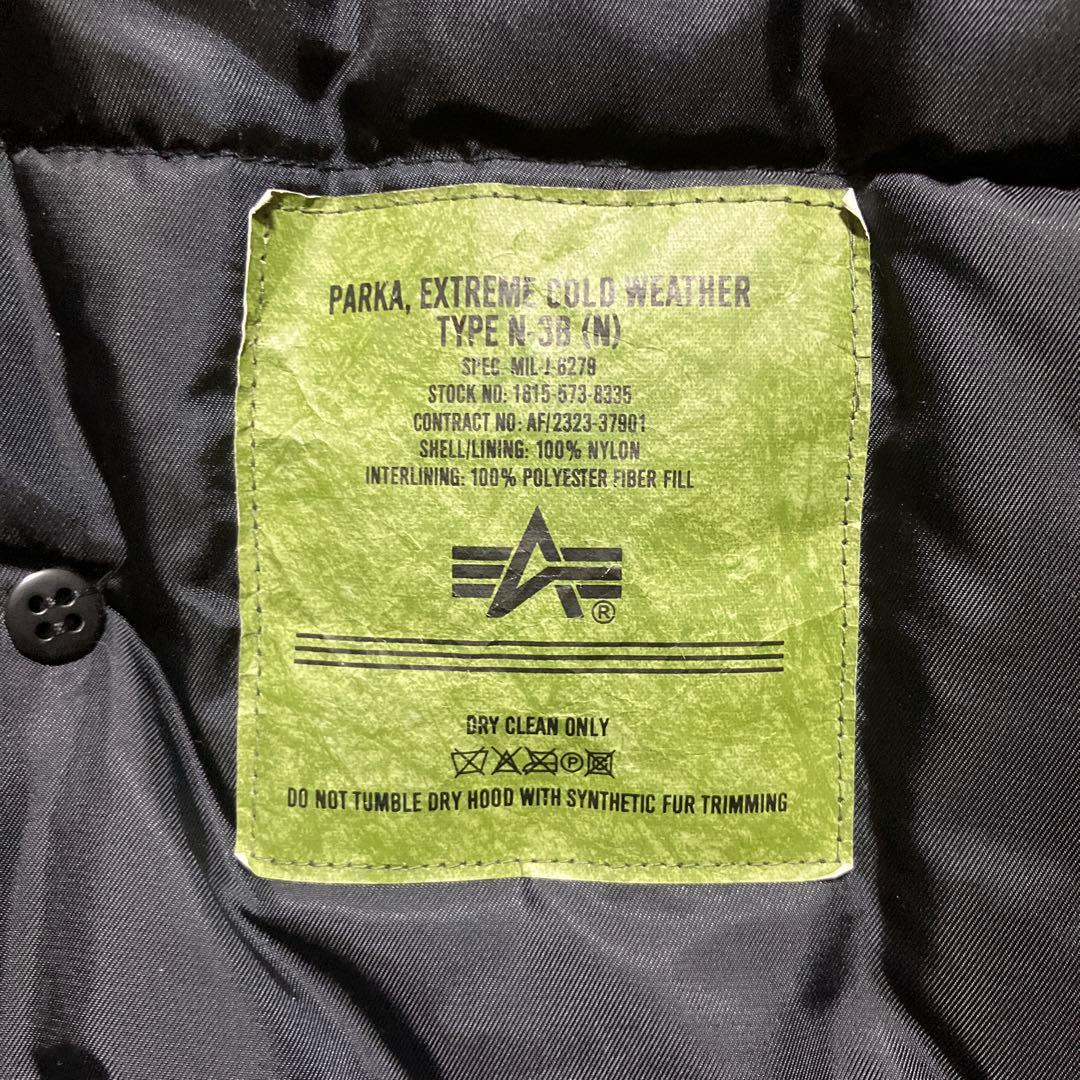 PARKA, EXTREME COLD WEATHER
TYPE N-3B (N)
SPEC. MIL-J-6279
STOCK NO: 1815-573-8335
CONTRACT NO: AF/2323-37901
SHELL/LINING: 100% NYLON
INTERLINING: 100% POLYESTER FIBER FILL
®
DRY CLEAN ONLY
P
DO NOT TUMBLE DRY HOOD WITH SYNTHETIC FUR TRIMMING